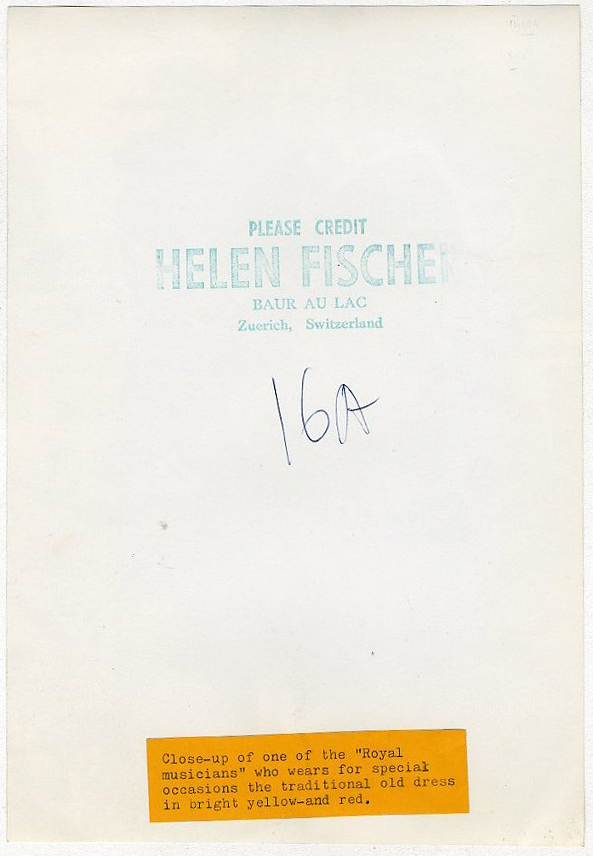 PLEASE CREDIT
HELEN FISCHER
BAUR AU LAC
Zuerich, Switzerland
16A
Close-up of one of the "Royal
musicians" who wears for special
occasions the traditional old dress
in bright yellow-and red.